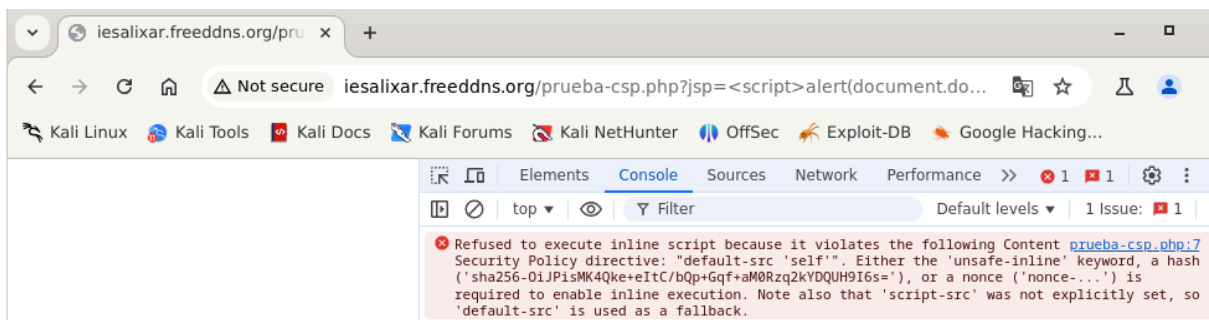 iesalixar.freeddns.org/pru
Not secure iesalixar.freeddns.org/prueba-csp.php?jsp=<script>alert(document.do...
Kali Linux Kali Tools Kali Docs Kali Forums Kali NetHunter OffSec Exploit-DB Google Hacking...
Elements Console Sources Network Performance 1 1
top Filter Default levels 1 Issue: 1
Refused to execute inline script because it violates the following Content prueba-csp.php:7
Security Policy directive: "default-src 'self'". Either the 'unsafe-inline' keyword, a hash
('sha256-OiJPisMK4Qke+eItC/bQp+Gqf+aM0Rzq2kYDQUH9I6s='), or a nonce ('nonce-...') is
required to enable inline execution. Note also that 'script-src' was not explicitly set, so
'default-src' is used as a fallback.